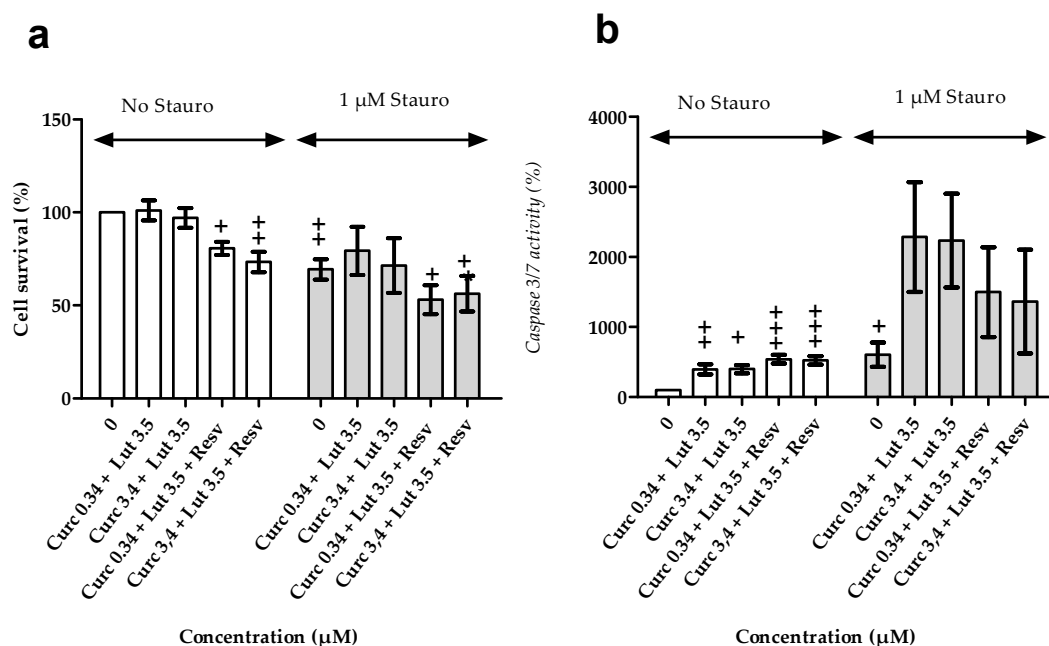 a
No Stauro
1 µM Stauro
Cell survival (%)
150
100
50
0
+
++
++
+
++
0
Curc 0.34 + Lut 3.5
Curc 3.4 + Lut 3.5
Curc 0.34 + Lut 3.5 + Resv
Curc 3,4 + Lut 3.5 + Resv
0
Curc 0.34 + Lut 3.5
Curc 3.4 + Lut 3.5
Curc 0.34 + Lut 3.5 + Resv
Curc 3,4 + Lut 3.5 + Resv
Concentration (µM)
b
No Stauro
1 µM Stauro
Caspase 3/7 activity (%)
4000
3000
2000
1000
0
++
+
+++
+++
+
0
Curc 0.34 + Lut 3.5
Curc 3.4 + Lut 3.5
Curc 0.34 + Lut 3.5 + Resv
Curc 3,4 + Lut 3.5 + Resv
0
Curc 0.34 + Lut 3.5
Curc 3.4 + Lut 3.5
Curc 0.34 + Lut 3.5 + Resv
Curc 3,4 + Lut 3.5 + Resv
Concentration (µM)